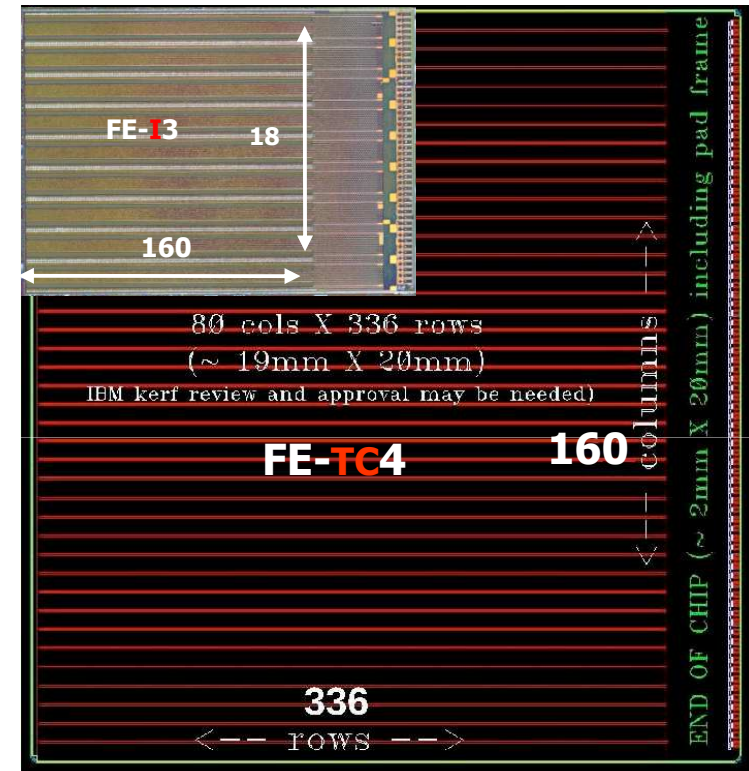 FE-I3
18
160
80 cols X 336 rows
(~ 19mm X 20mm)
IBM kerf review and approval may be needed)
FE-TC4
160
<-- columns -->
336
<-- rows -->
END OF CHIP (~ 2mm X 20mm) including pad frame